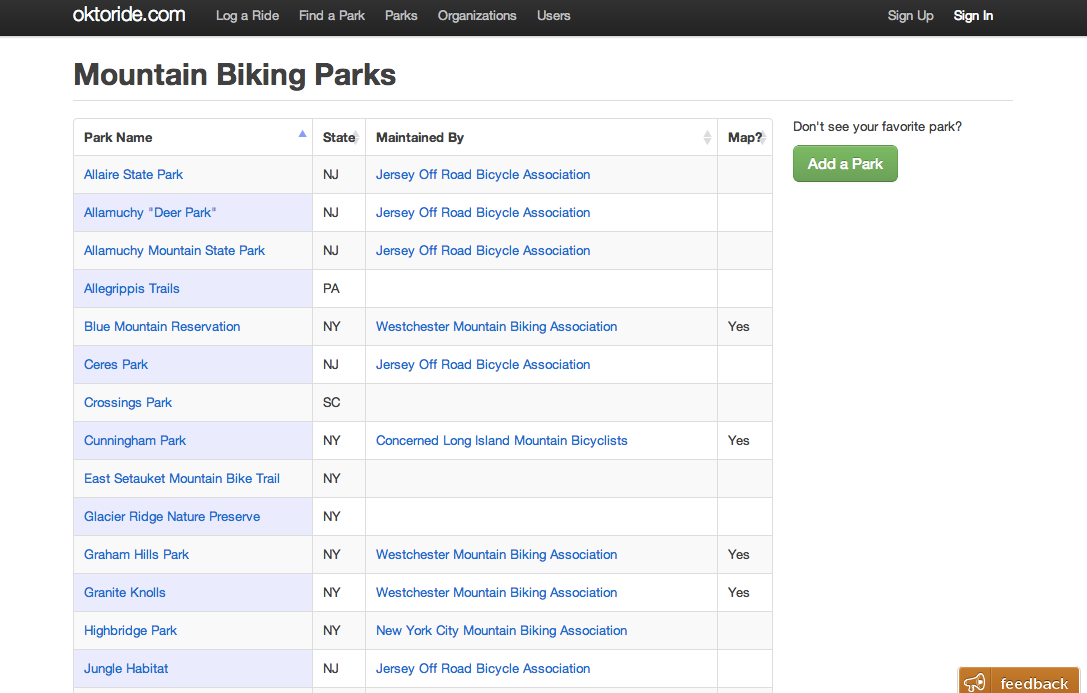 oktoride.com Log a Ride Find a Park Parks Organizations Users Sign Up Sign In
Mountain Biking Parks
Park Name State Maintained By Map?
Don't see your favorite park?
Add a Park
Allaire State Park NJ Jersey Off Road Bicycle Association
Allamuchy "Deer Park" NJ Jersey Off Road Bicycle Association
Allamuchy Mountain State Park NJ Jersey Off Road Bicycle Association
Allegrippis Trails PA
Blue Mountain Reservation NY Westchester Mountain Biking Association Yes
Ceres Park NJ Jersey Off Road Bicycle Association
Crossings Park SC
Cunningham Park NY Concerned Long Island Mountain Bicyclists Yes
East Setauket Mountain Bike Trail NY
Glacier Ridge Nature Preserve NY
Graham Hills Park NY Westchester Mountain Biking Association Yes
Granite Knolls NY Westchester Mountain Biking Association Yes
Highbridge Park NY New York City Mountain Biking Association
Jungle Habitat NJ Jersey Off Road Bicycle Association
feedback